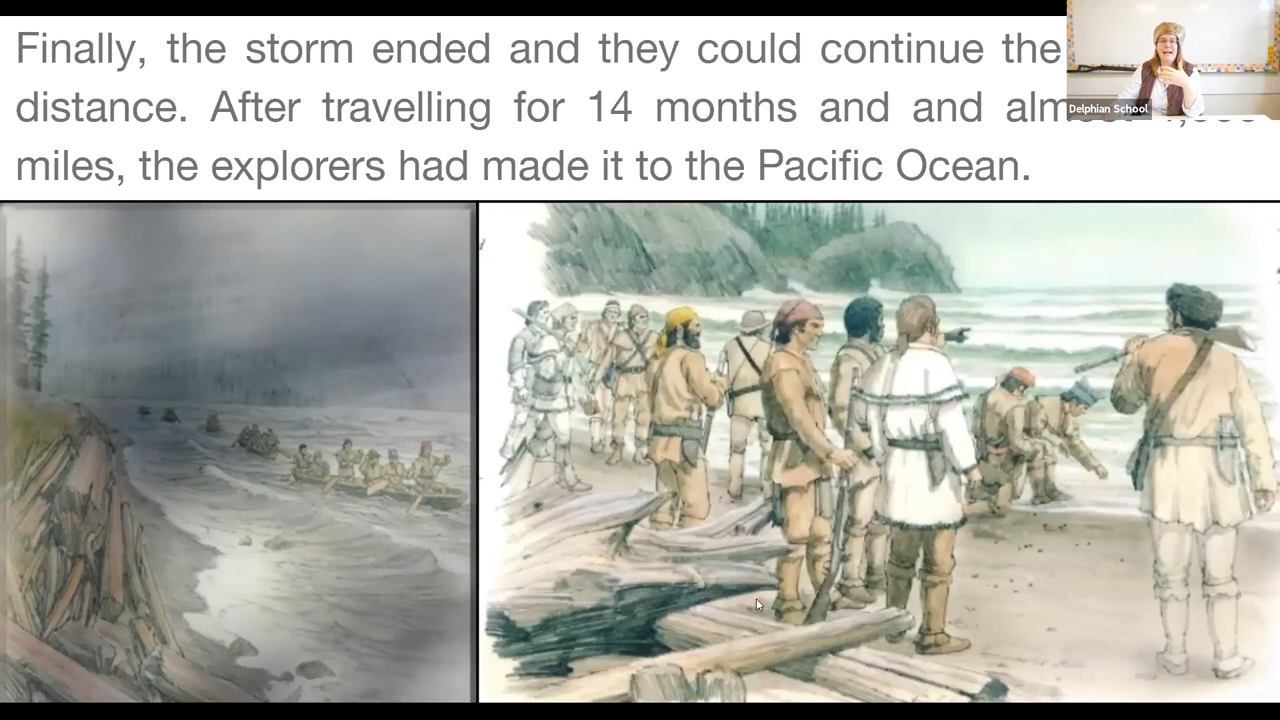 Finally, the storm ended and they could continue the
distance. After travelling for 14 months and and
miles, the explorers had made it to the Pacific Ocean.
Delphian School